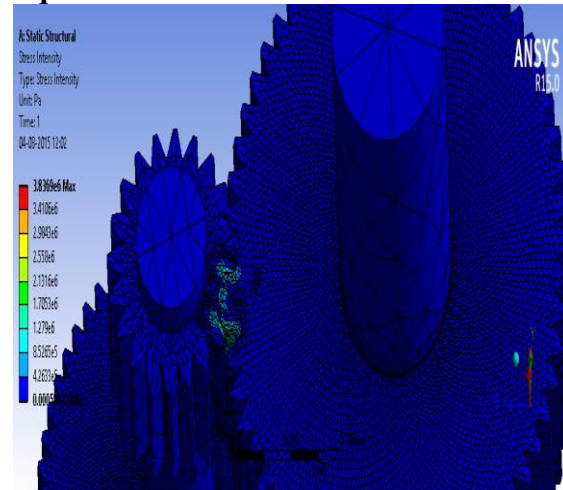 A: Static Structural
Stress Intensity
Type: Stress Intensity
Unit: Pa
Time: 1
04-08-2015 12:02
3.8369e6 Max
3.4106e6
2.9843e6
2.558e6
2.1316e6
1.7053e6
1.279e6
8.5265e5
4.2633e5
ANSYS
R15.0